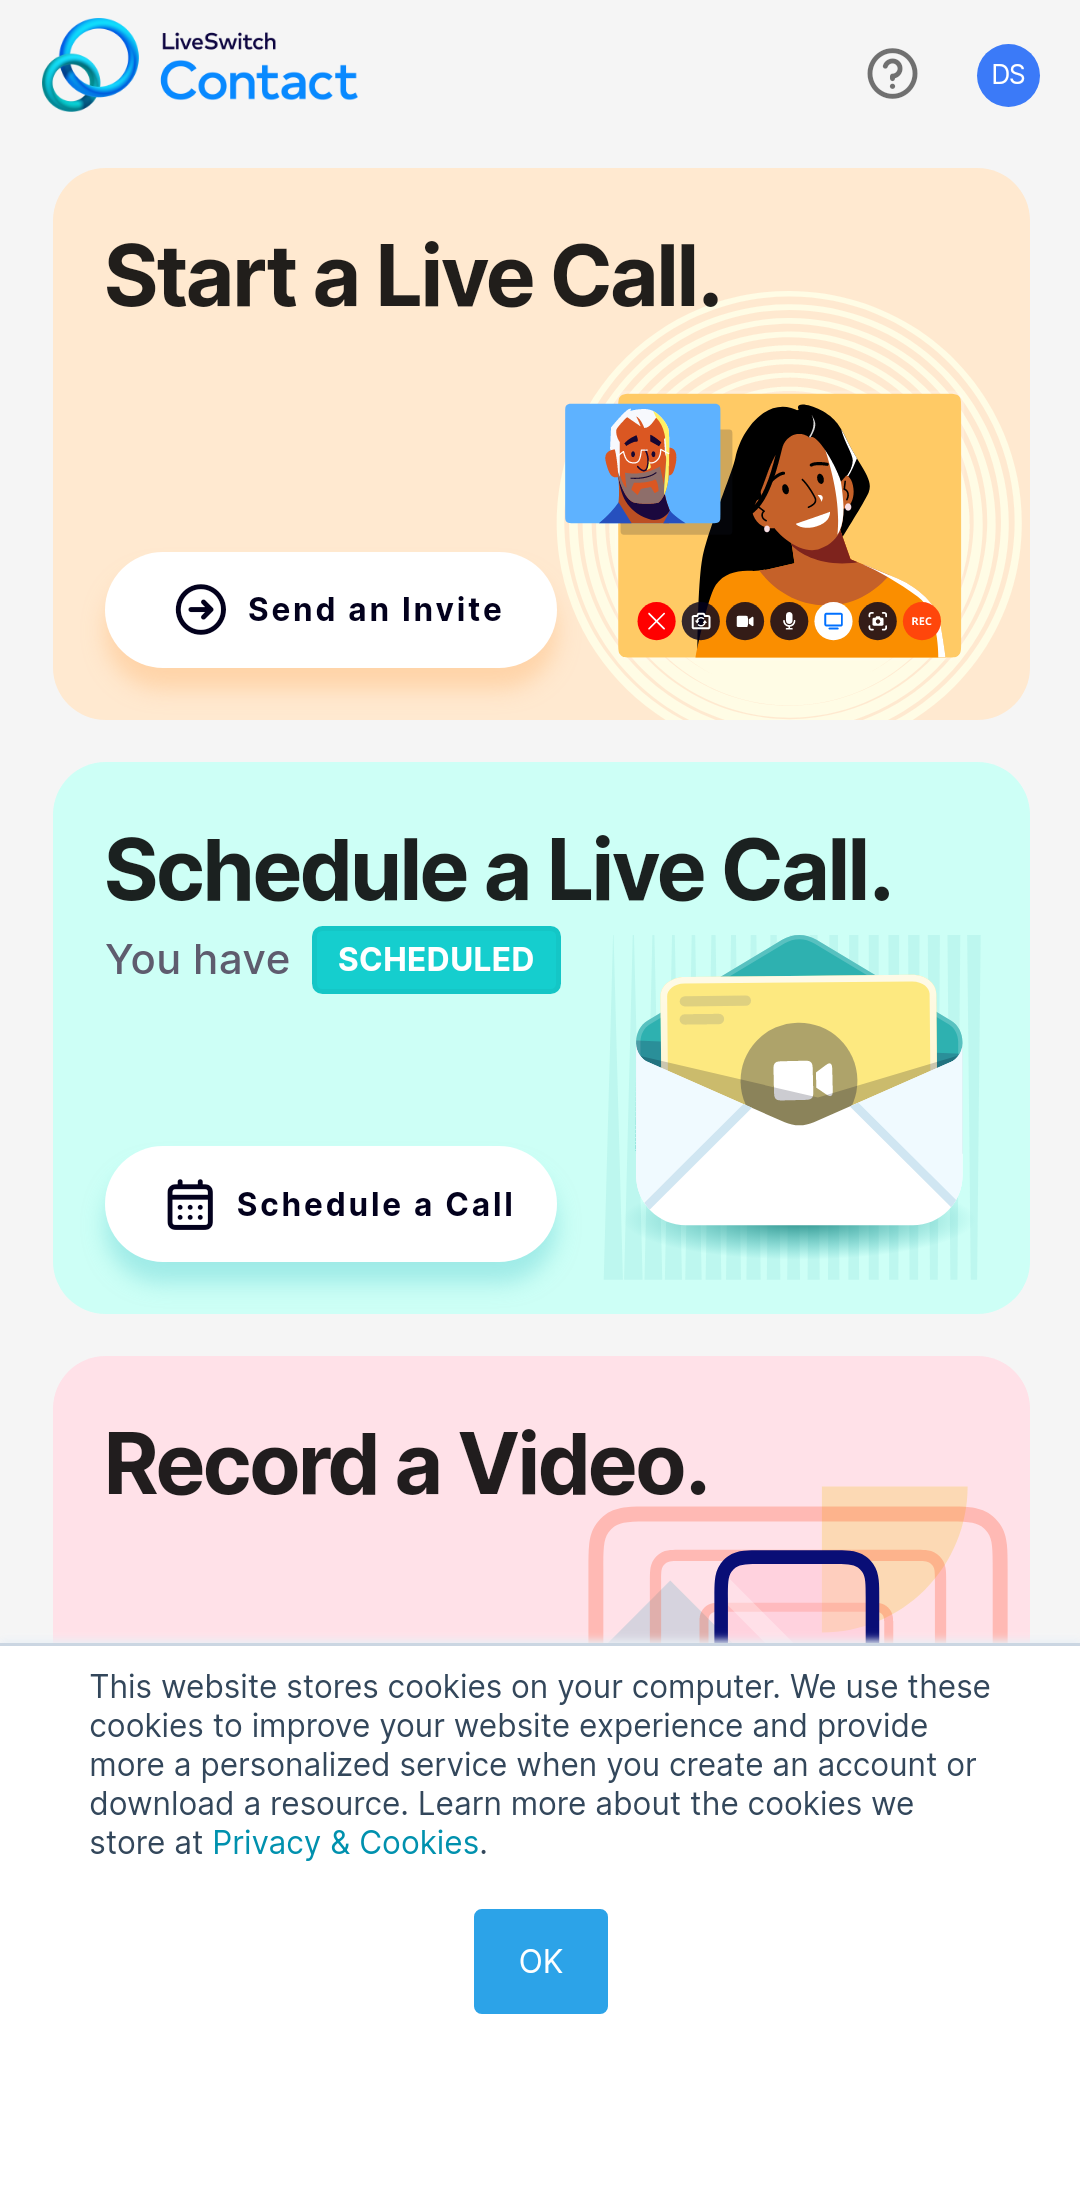 LiveSwitch
Contact
DS
Start a Live Call.
REC
Send an Invite
Schedule a Live Call.
You have SCHEDULED
Schedule a Call
Record a Video.
This website stores cookies on your computer. We use these
cookies to improve your website experience and provide
more a personalized service when you create an account or
download a resource. Learn more about the cookies we
store at Privacy & Cookies.
OK